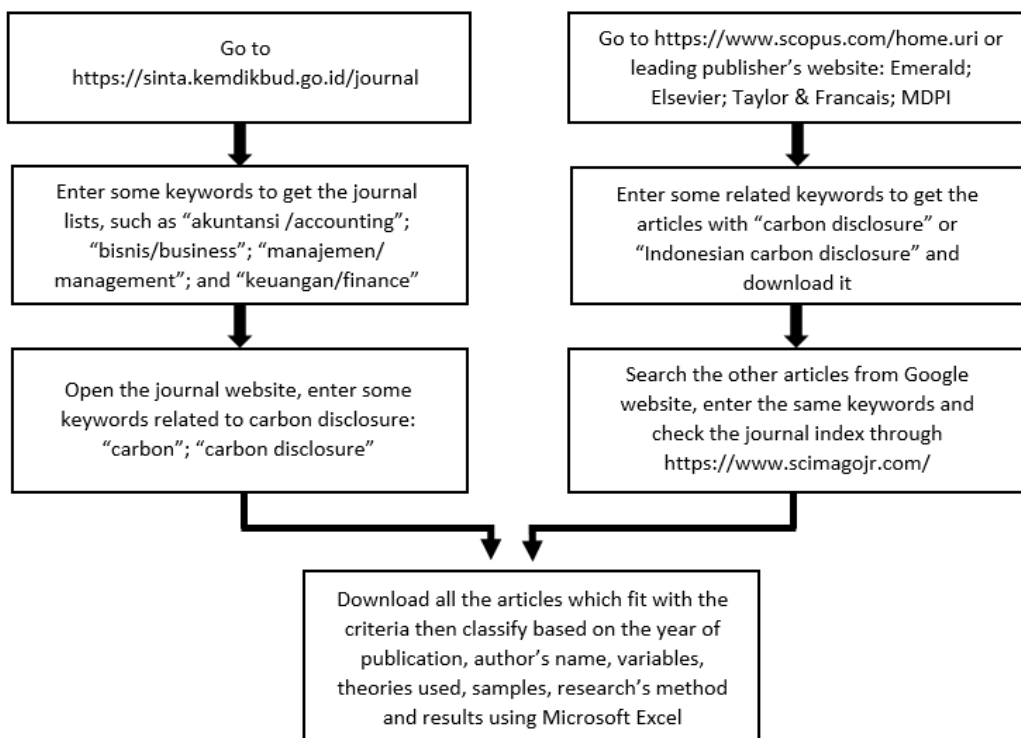 Go to
https://sinta.kemdikbud.go.id/journal
Enter some keywords to get the journal
lists, such as “akuntansi /accounting”;
“bisnis/business”; “manajemen/
management”; and “keuangan/finance”
Open the journal website, enter some
keywords related to carbon disclosure:
“carbon”; “carbon disclosure”
Go to https://www.scopus.com/home.uri or
leading publisher’s website: Emerald;
Elsevier; Taylor & Francais; MDPI
Enter some related keywords to get the
articles with “carbon disclosure” or
“Indonesian carbon disclosure” and
download it
Search the other articles from Google
website, enter the same keywords and
check the journal index through
https://www.scimagojr.com/
Download all the articles which fit with the
criteria then classify based on the year of
publication, author’s name, variables,
theories used, samples, research’s method
and results using Microsoft Excel